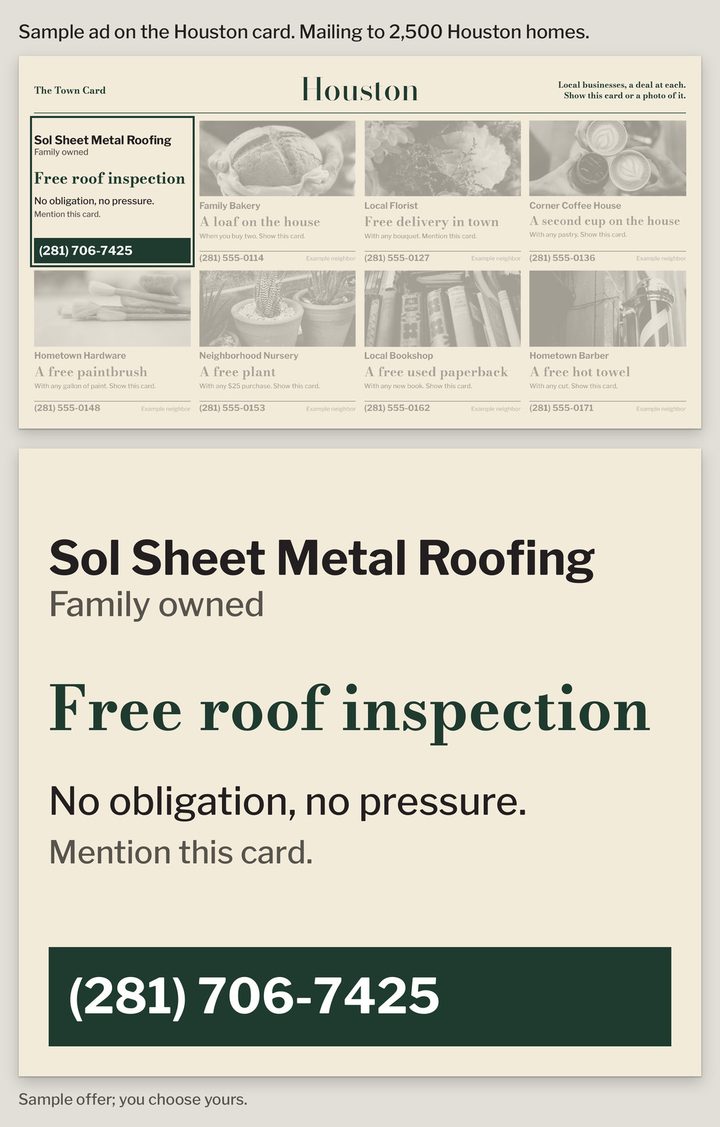 Sample ad on the Houston card. Mailing to 2,500 Houston homes.
The Town Card
Houston
Local businesses, a deal at each.
Show this card or a photo of it.
Sol Sheet Metal Roofing
Family owned
Free roof inspection
No obligation, no pressure.
Mention this card.
(281) 706-7425
Family Bakery
A loaf on the house
When you buy two. Show this card.
(281) 555-0114
Example neighbor
Local Florist
Free delivery in town
With any bouquet. Mention this card.
(281) 555-0127
Example neighbor
Corner Coffee House
A second cup on the house
With any pastry. Show this card.
(281) 555-0136
Example neighbor
Hometown Hardware
A free paintbrush
With any gallon of paint. Show this card.
(281) 555-0148
Example neighbor
Neighborhood Nursery
A free plant
With any $25 purchase. Show this card.
(281) 555-0153
Example neighbor
Local Bookshop
A free used paperback
With any new book. Show this card.
(281) 555-0162
Example neighbor
Hometown Barber
A free hot towel
With any cut. Show this card.
(281) 555-0171
Example neighbor
Sol Sheet Metal Roofing
Family owned
Free roof inspection
No obligation, no pressure.
Mention this card.
(281) 706-7425
Sample offer; you choose yours.